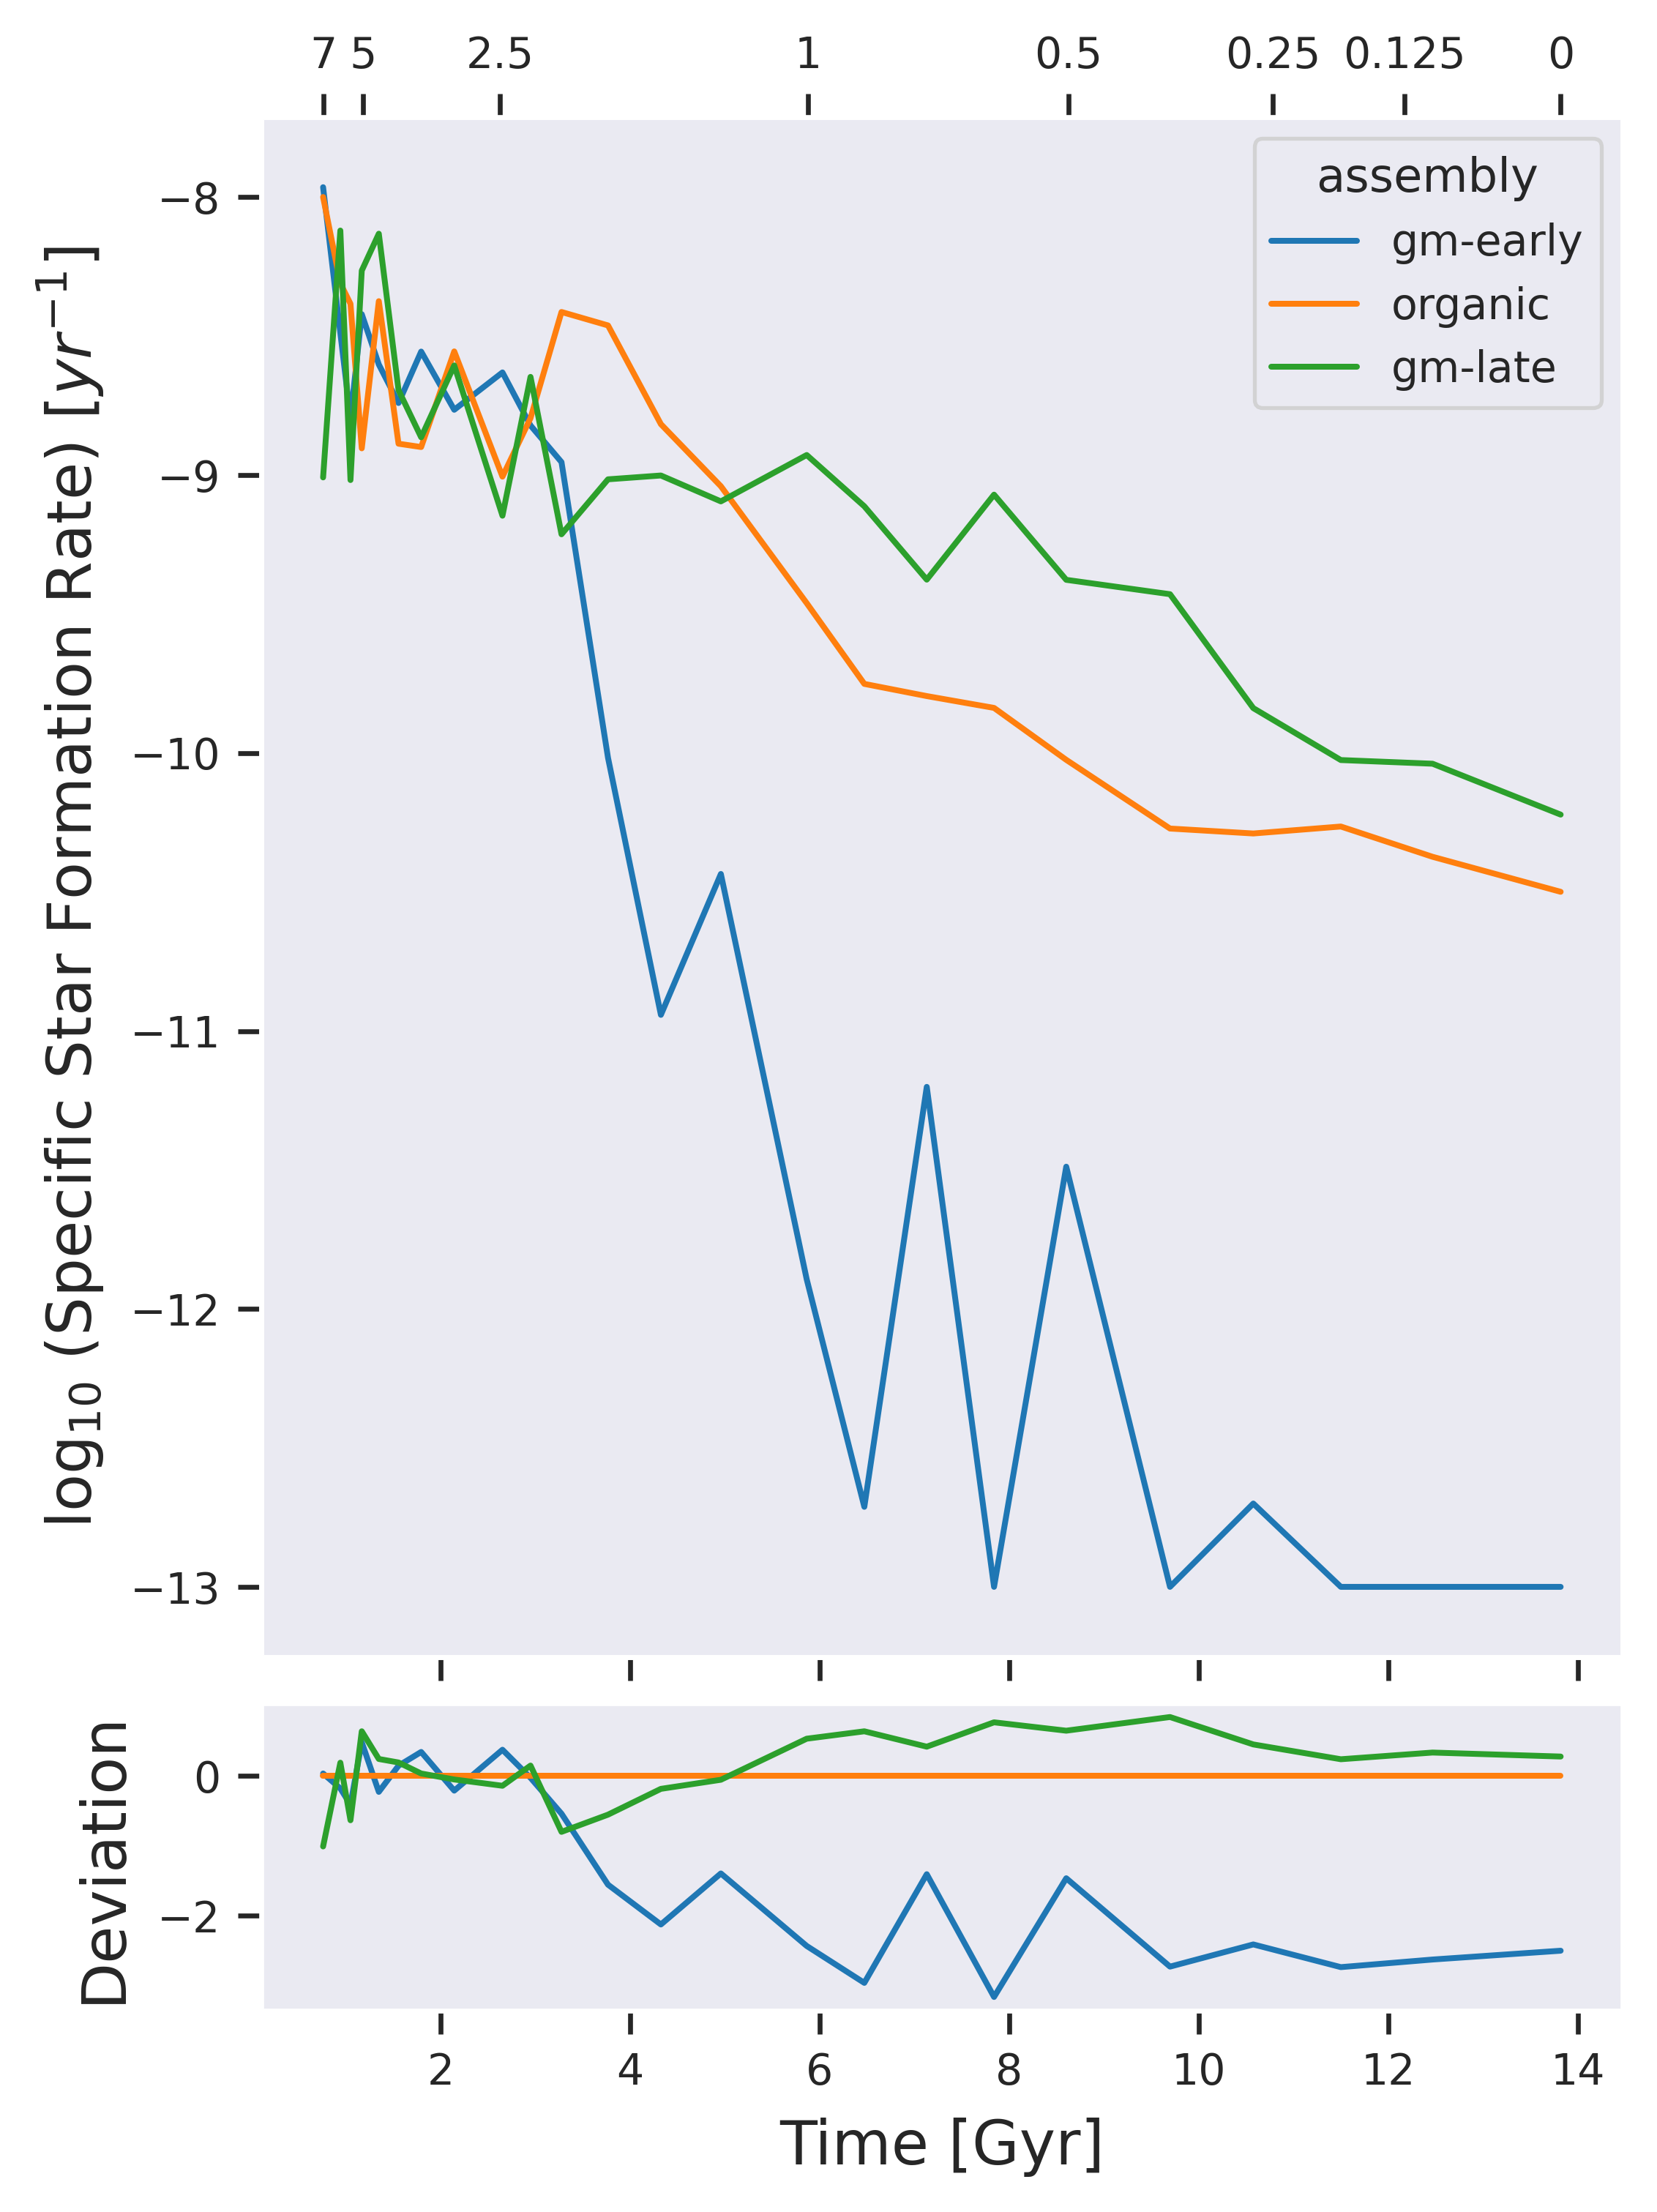 7 5 2.5 1 0.5 0.25 0.125 0
assembly
gm-early
organic
gm-late
log₁₀ (Specific Star Formation Rate) [yr⁻¹]
−8
−9
−10
−11
−12
−13
Deviation
0
−2
2 4 6 8 10 12 14
Time [Gyr]